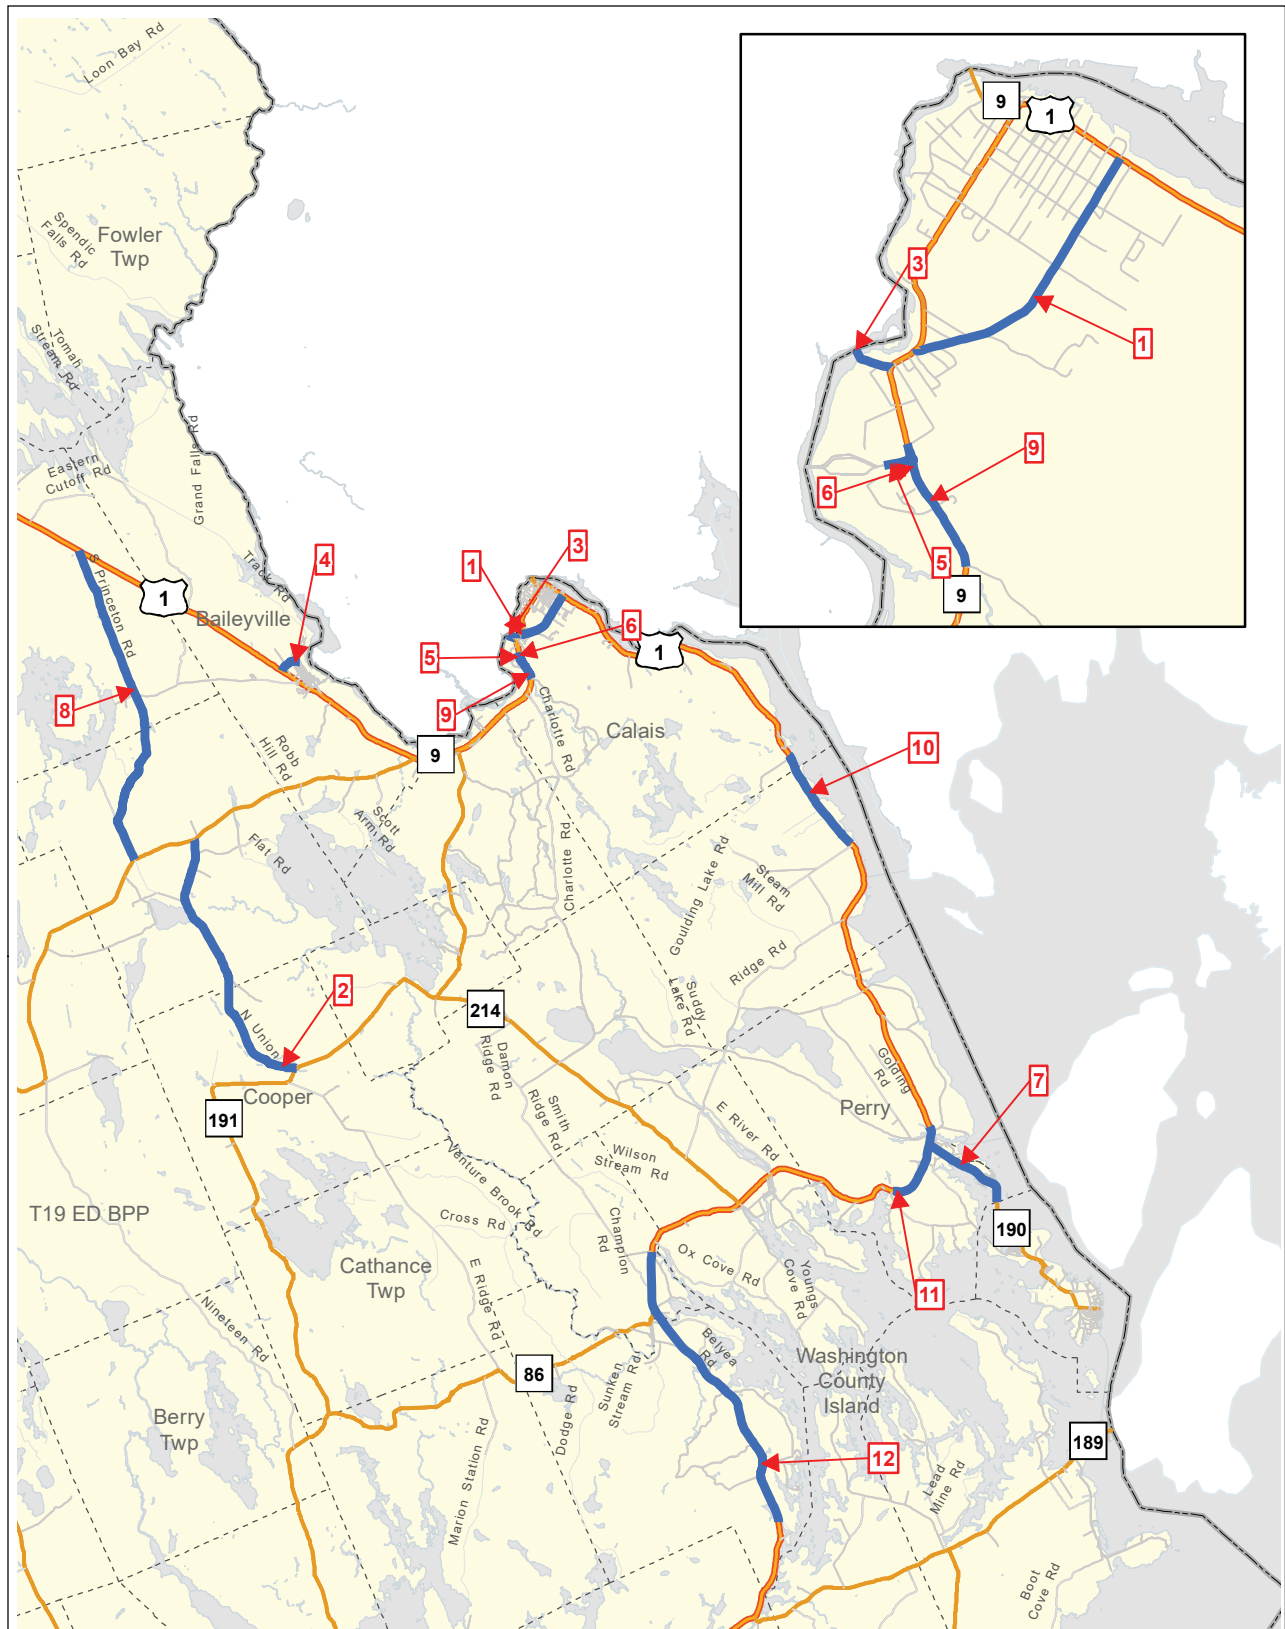 Loon Bay Rd
9
1
Spendic
Falls Rd
Fowler
Twp
3
Tomah
Stream Rd
1
Grand Falls Rd
Eastern
Cutoff Rd
9
6
5
9
3
4
1
S Princeton Rd
Track Rd
1
Baileyville
6
5
1
8
9
Charlotte Rd
Calais
Robb
Hill Rd
9
10
Scott
Arm Rd
Flat Rd
Charlotte Rd
Goulding Lake Rd
Steam
Mill Rd
Ridge Rd
2
Suddy
Lake Rd
214
N Union
Damon
Ridge Rd
Golding
Rd
7
Cooper
Smith
Ridge Rd
Perry
191
E River Rd
Wilson
Stream Rd
Venture Brook Rd
T19 ED BPP
Cross Rd
Champion
Rd
190
Cathance
Twp
E Ridge Rd
Ox Cove Rd
Youngs
Cove Rd
11
Nineteen Rd
Belyea
Rd
Washington
County
Island
86
Sunken
Stream Rd
Dodge Rd
Berry
Twp
Marion Station Rd
189
12
Lead
Mine Rd
Boot
Cove Rd